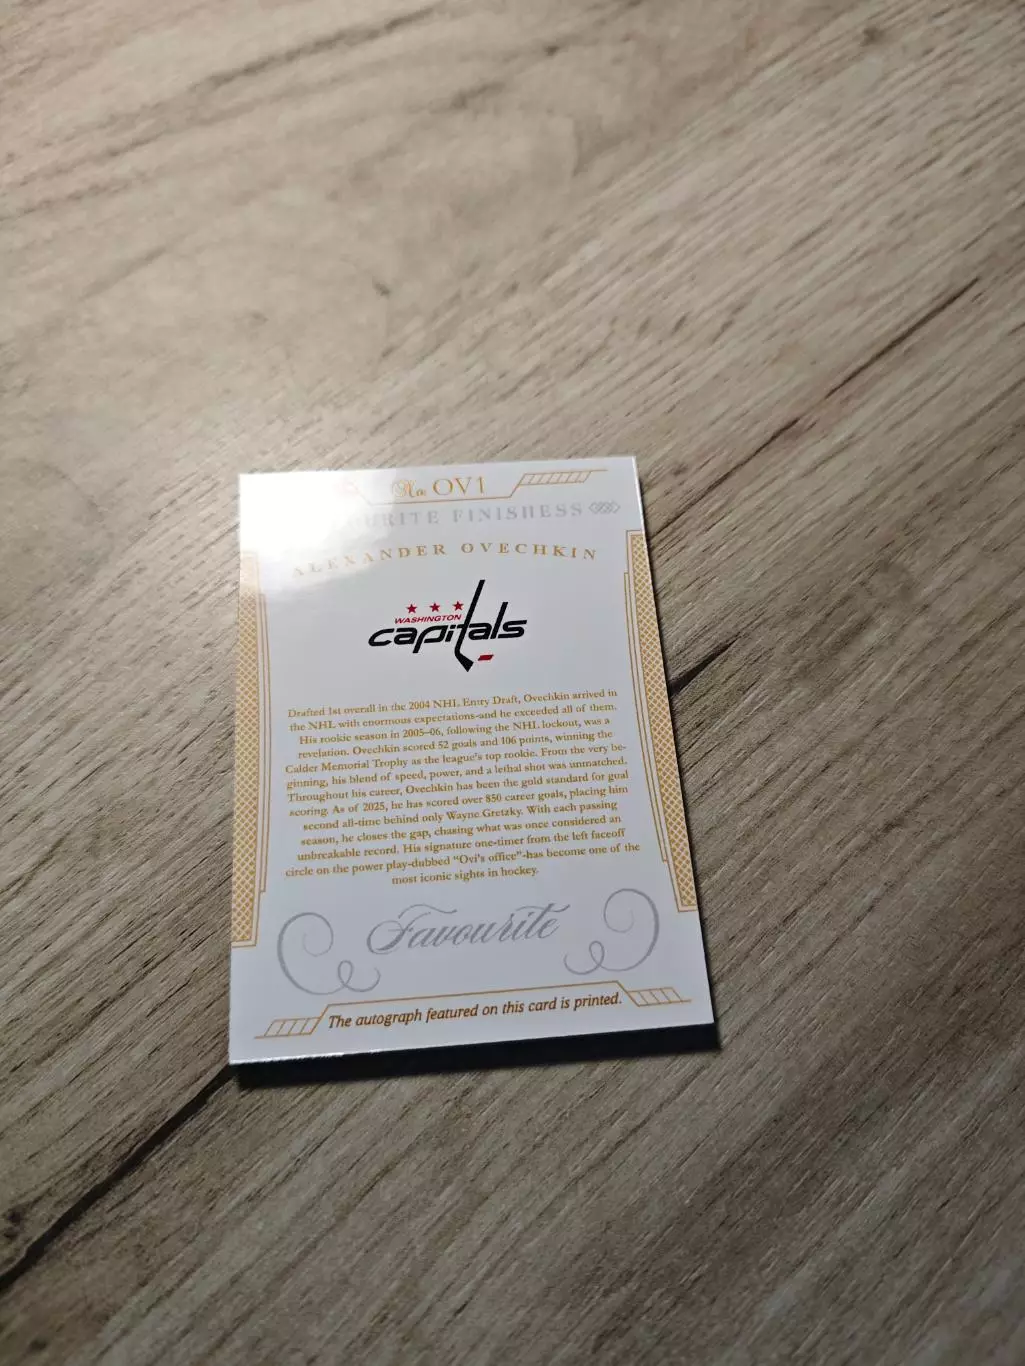 No. OV1
FINISHESS
ALEXANDER OVECHKIN
WASHINGTON
capitals
Drafted 1st overall in the 2004 NHL Entry Draft, Ovechkin arrived in
the NHL with enormous expectations-and he exceeded all of them.
His rookie season in 2005-06, following the NHL lockout, was a
revelation. Ovechkin scored 52 goals and 106 points, winning the
Calder Memorial Trophy as the league's top rookie. From the very be-
ginning, his blend of speed, power, and a lethal shot was unmatched.
Throughout his career, Ovechkin has been the gold standard for goal
scoring. As of 2025, he has scored over 850 career goals, placing him
second all-time behind only Wayne Gretzky. With each passing
season, he closes the gap, chasing what was once considered an
unbreakable record. His signature one-timer from the left faceoff
circle on the power play-dubbed "Ovi's office"-has become one of the
most iconic sights in hockey.
Favourite
The autograph featured on this card is printed.